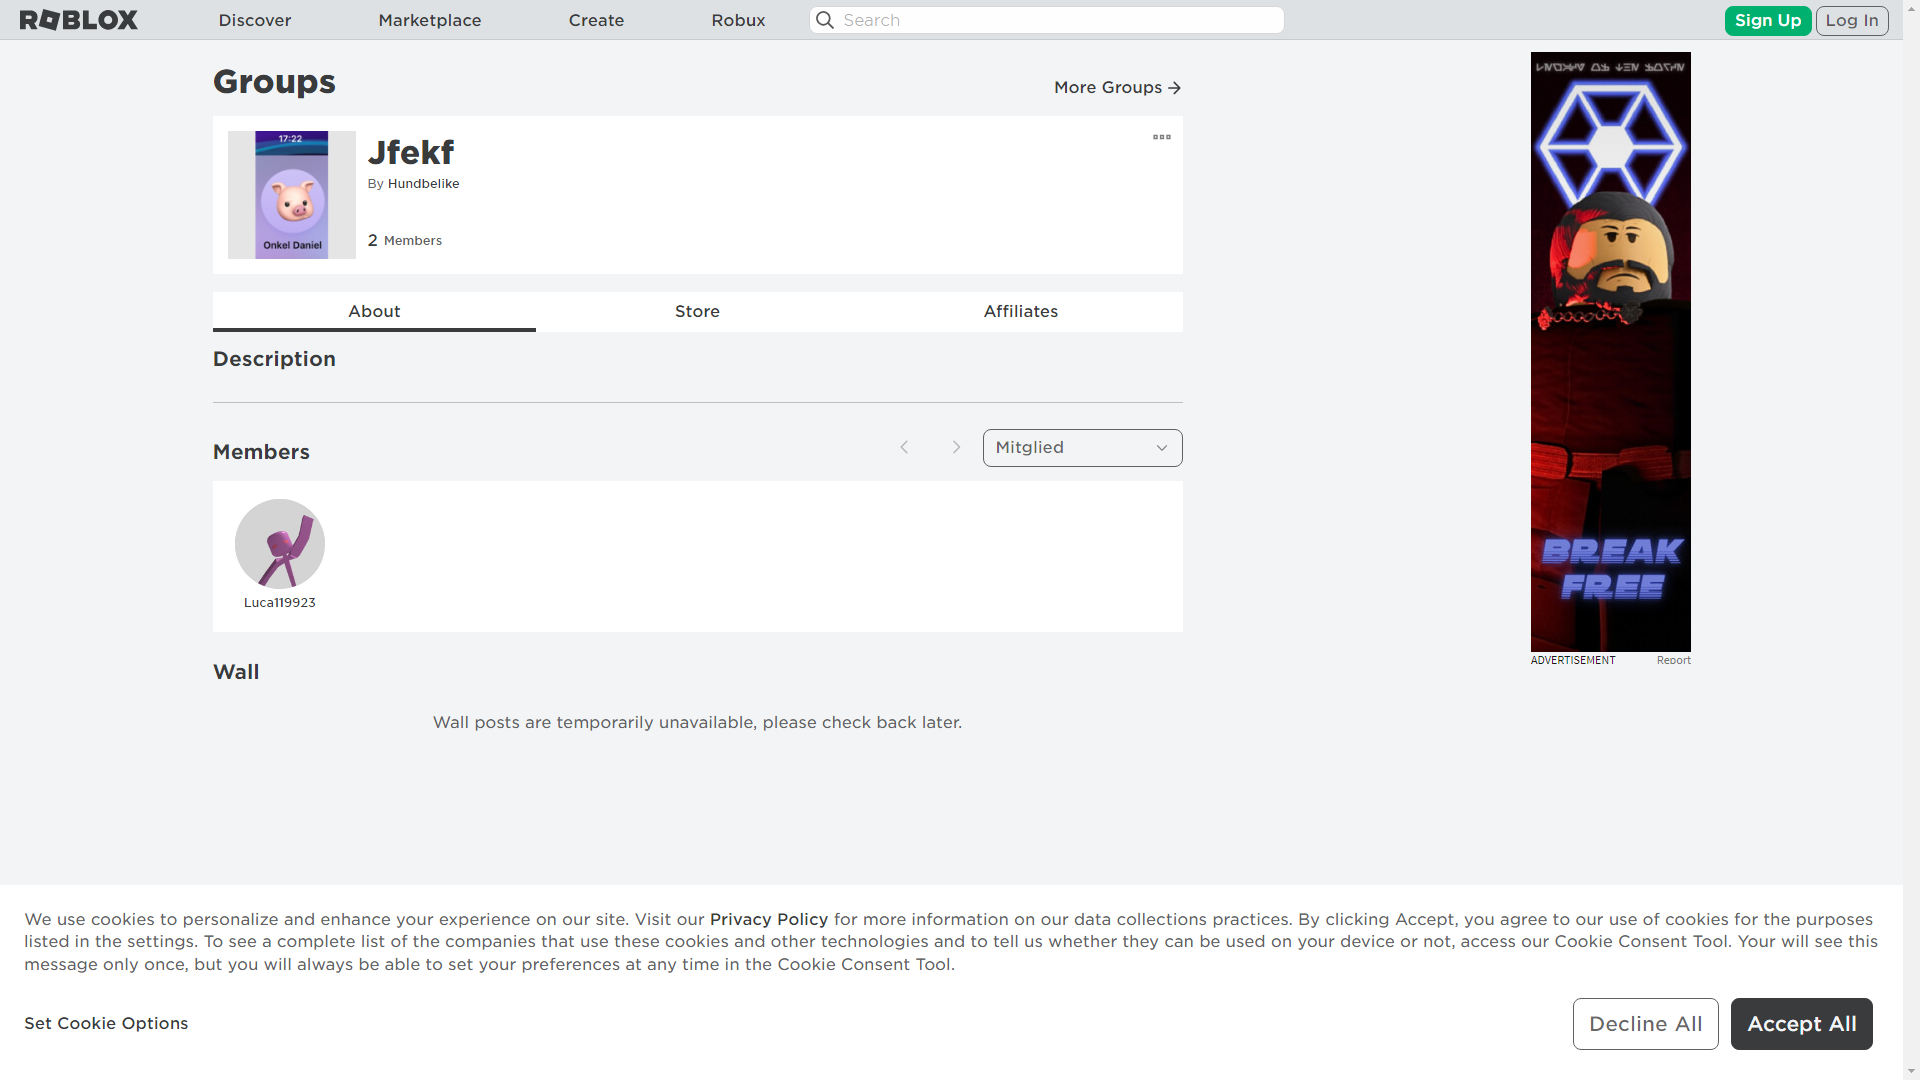 ROBLOX
Discover
Marketplace
Create
Robux
Search
Sign Up
Log In
Groups
More Groups
17:22
Onkel Daniel
Jfekf
By Hundbelike
2 Members
About
Store
Affiliates
Description
Members
Mitglied
Luca119923
Wall
Wall posts are temporarily unavailable, please check back later.
BREAK
FREE
ADVERTISEMENT
Report
We use cookies to personalize and enhance your experience on our site. Visit our Privacy Policy for more information on our data collections practices. By clicking Accept, you agree to our use of cookies for the purposes
listed in the settings. To see a complete list of the companies that use these cookies and other technologies and to tell us whether they can be used on your device or not, access our Cookie Consent Tool. Your will see this
message only once, but you will always be able to set your preferences at any time in the Cookie Consent Tool.
Set Cookie Options
Decline All
Accept All